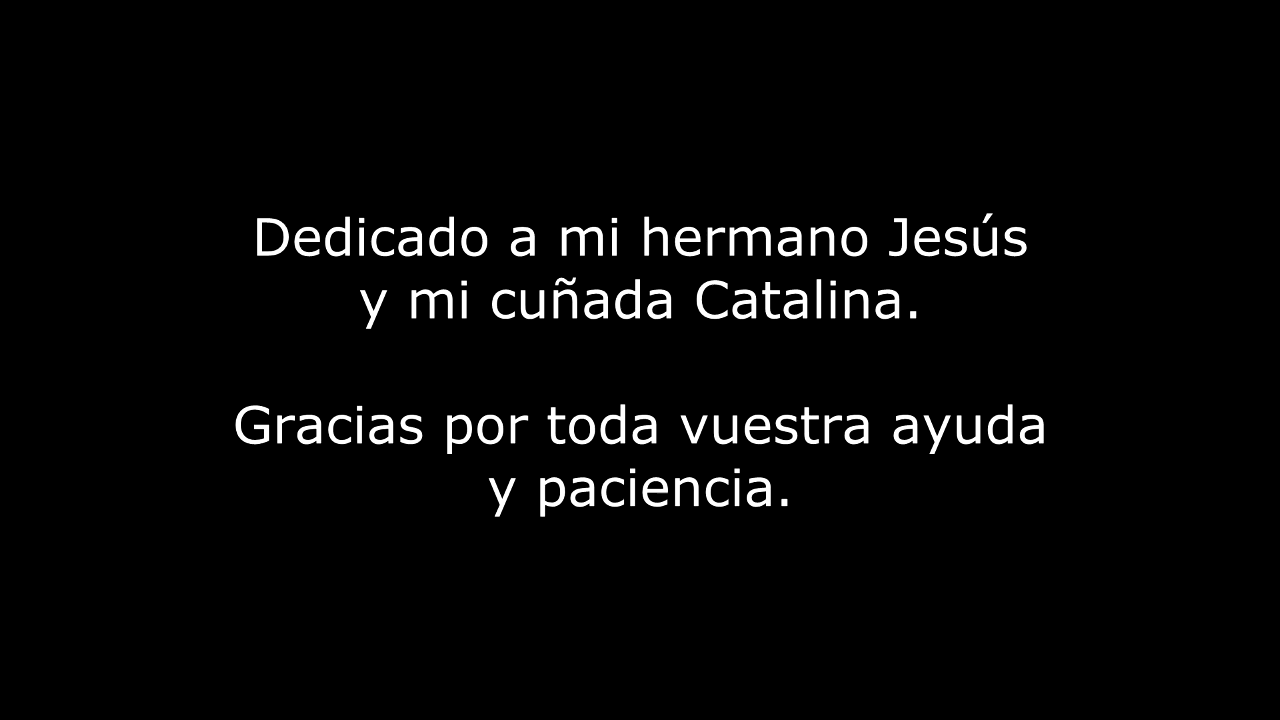 Dedicado a mi hermano Jesús
y mi cuñada Catalina.
Gracias por toda vuestra ayuda
y paciencia.